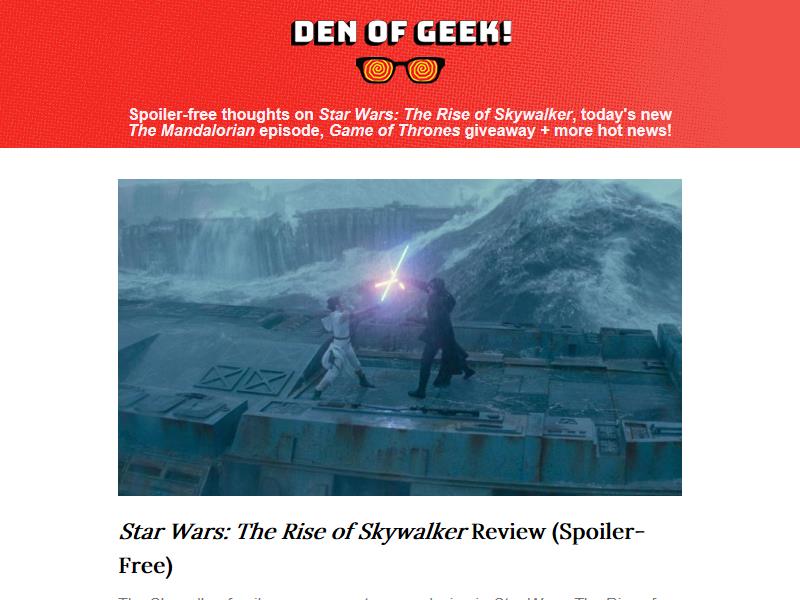 DEN OF GEEK!
Spoiler-free thoughts on Star Wars: The Rise of Skywalker, today's new
The Mandalorian episode, Game of Thrones giveaway + more hot news!
Star Wars: The Rise of Skywalker Review (Spoiler-
Free)